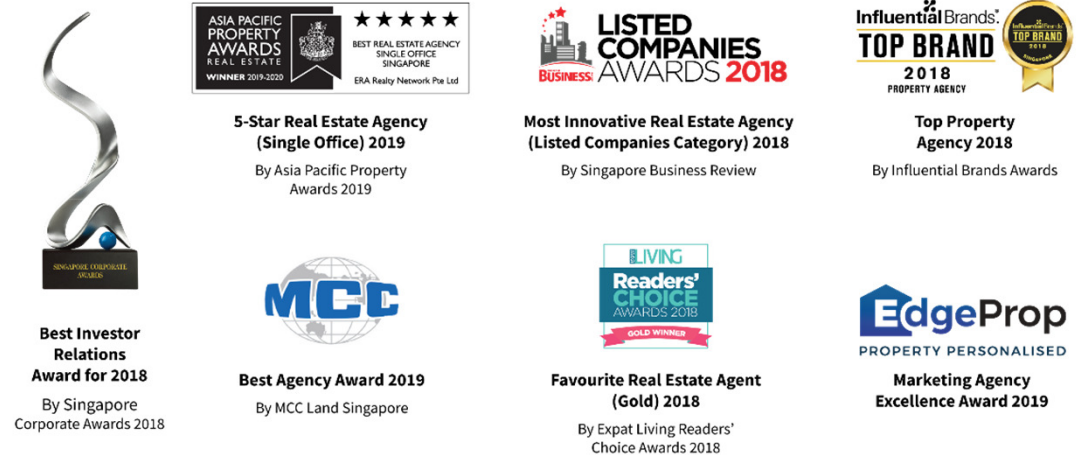 SINGAPORE CORPORATE
AWARDS
Best Investor
Relations
Award for 2018
By Singapore
Corporate Awards 2018
ASIA PACIFIC
PROPERTY
AWARDS
REAL ESTATE
WINNER 2019-2020
BEST REAL ESTATE AGENCY
SINGLE OFFICE
SINGAPORE
ERA Realty Network Pte Ltd
5-Star Real Estate Agency
(Single Office) 2019
By Asia Pacific Property
Awards 2019
BUSINESS
LISTED
COMPANIES
AWARDS 2018
Most Innovative Real Estate Agency
(Listed Companies Category) 2018
By Singapore Business Review
Influential Brands.
TOP BRAND
2018
PROPERTY AGENCY
Influential Brands
TOP BRAND
2018
SINGAPORE
Top Property
Agency 2018
By Influential Brands Awards
MCC
Best Agency Award 2019
By MCC Land Singapore
LIVING
Readers'
CHOICE
AWARDS 2018
GOLD WINNER
Favourite Real Estate Agent
(Gold) 2018
By Expat Living Readers'
Choice Awards 2018
EdgeProp
PROPERTY PERSONALISED
Marketing Agency
Excellence Award 2019